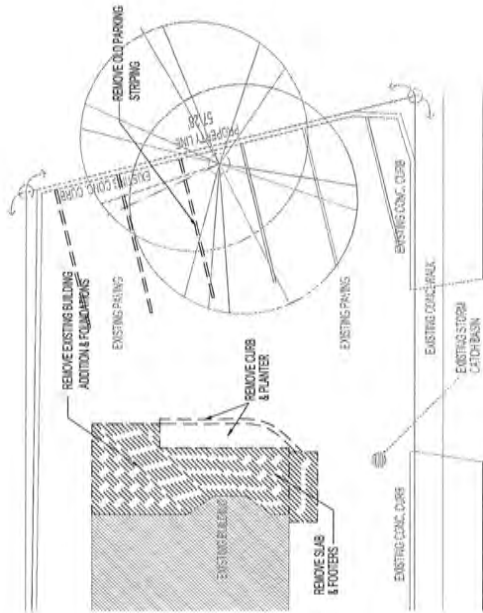 REMOVE OLD PARKING
STRIPING
57.28'
PROPERTY LINE
EXISTING CONC. CURB
REMOVE EXISTING BUILDING
ADDITION & FOUNDATIONS
EXISTING PAVING
EXISTING PAVING
EXISTING CONC. CURB
REMOVE CURB
& PLANTER
EXISTING CONC. WALK
EXISTING STORM
CATCH BASIN
EXISTING BUILDING
REMOVE SLAB
& FOOTERS
EXISTING CONC. CURB